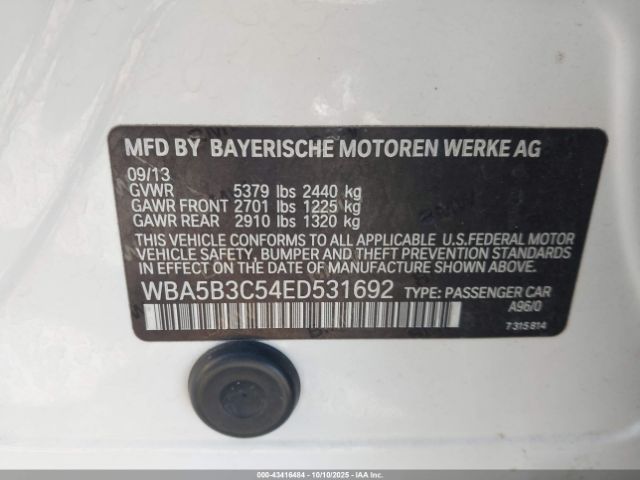 MFD BY BAYERISCHE MOTOREN WERKE AG
09/13
GVWR 5379 lbs 2440 kg
GAWR FRONT 2701 lbs 1225 kg
GAWR REAR 2910 lbs 1320 kg
THIS VEHICLE CONFORMS TO ALL APPLICABLE U.S.FEDERAL MOTOR
VEHICLE SAFETY, BUMPER AND THEFT PREVENTION STANDARDS
IN EFFECT ON THE DATE OF MANUFACTURE SHOWN ABOVE.
WBA5B3C54ED531692 TYPE: PASSENGER CAR
A96/0
7315814
000-43416484 - 10/10/2025 - IAAI.CA